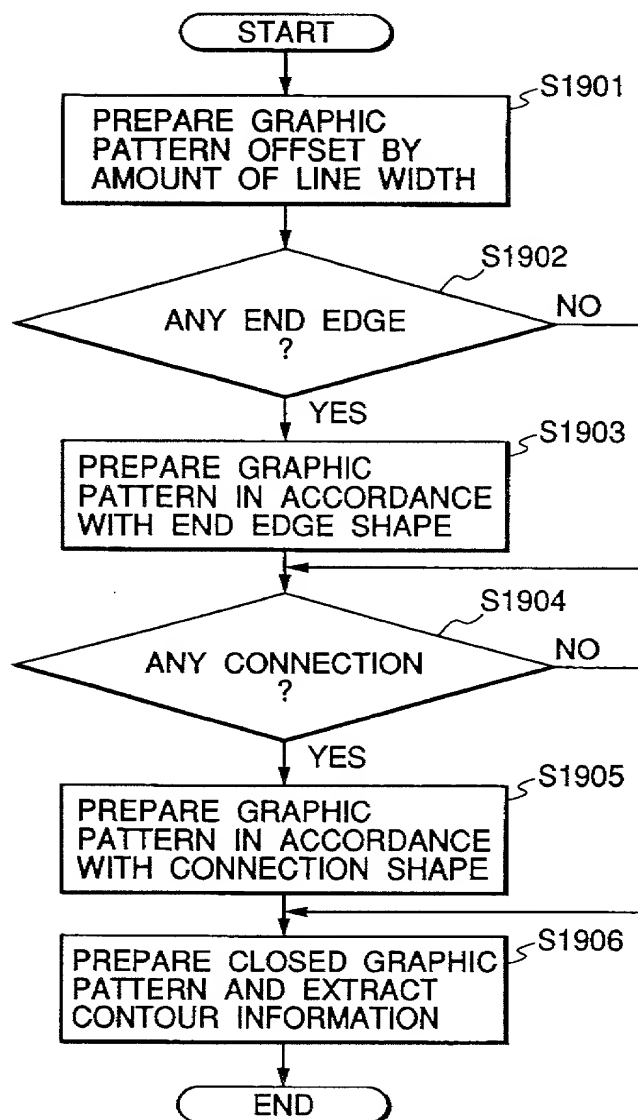 START
S1901
PREPARE GRAPHIC
PATTERN OFFSET BY
AMOUNT OF LINE WIDTH
S1902
ANY END EDGE
?
NO
YES
S1903
PREPARE GRAPHIC
PATTERN IN ACCORDANCE
WITH END EDGE SHAPE
S1904
ANY CONNECTION
?
NO
YES
S1905
PREPARE GRAPHIC
PATTERN IN ACCORDANCE
WITH CONNECTION SHAPE
S1906
PREPARE CLOSED GRAPHIC
PATTERN AND EXTRACT
CONTOUR INFORMATION
END